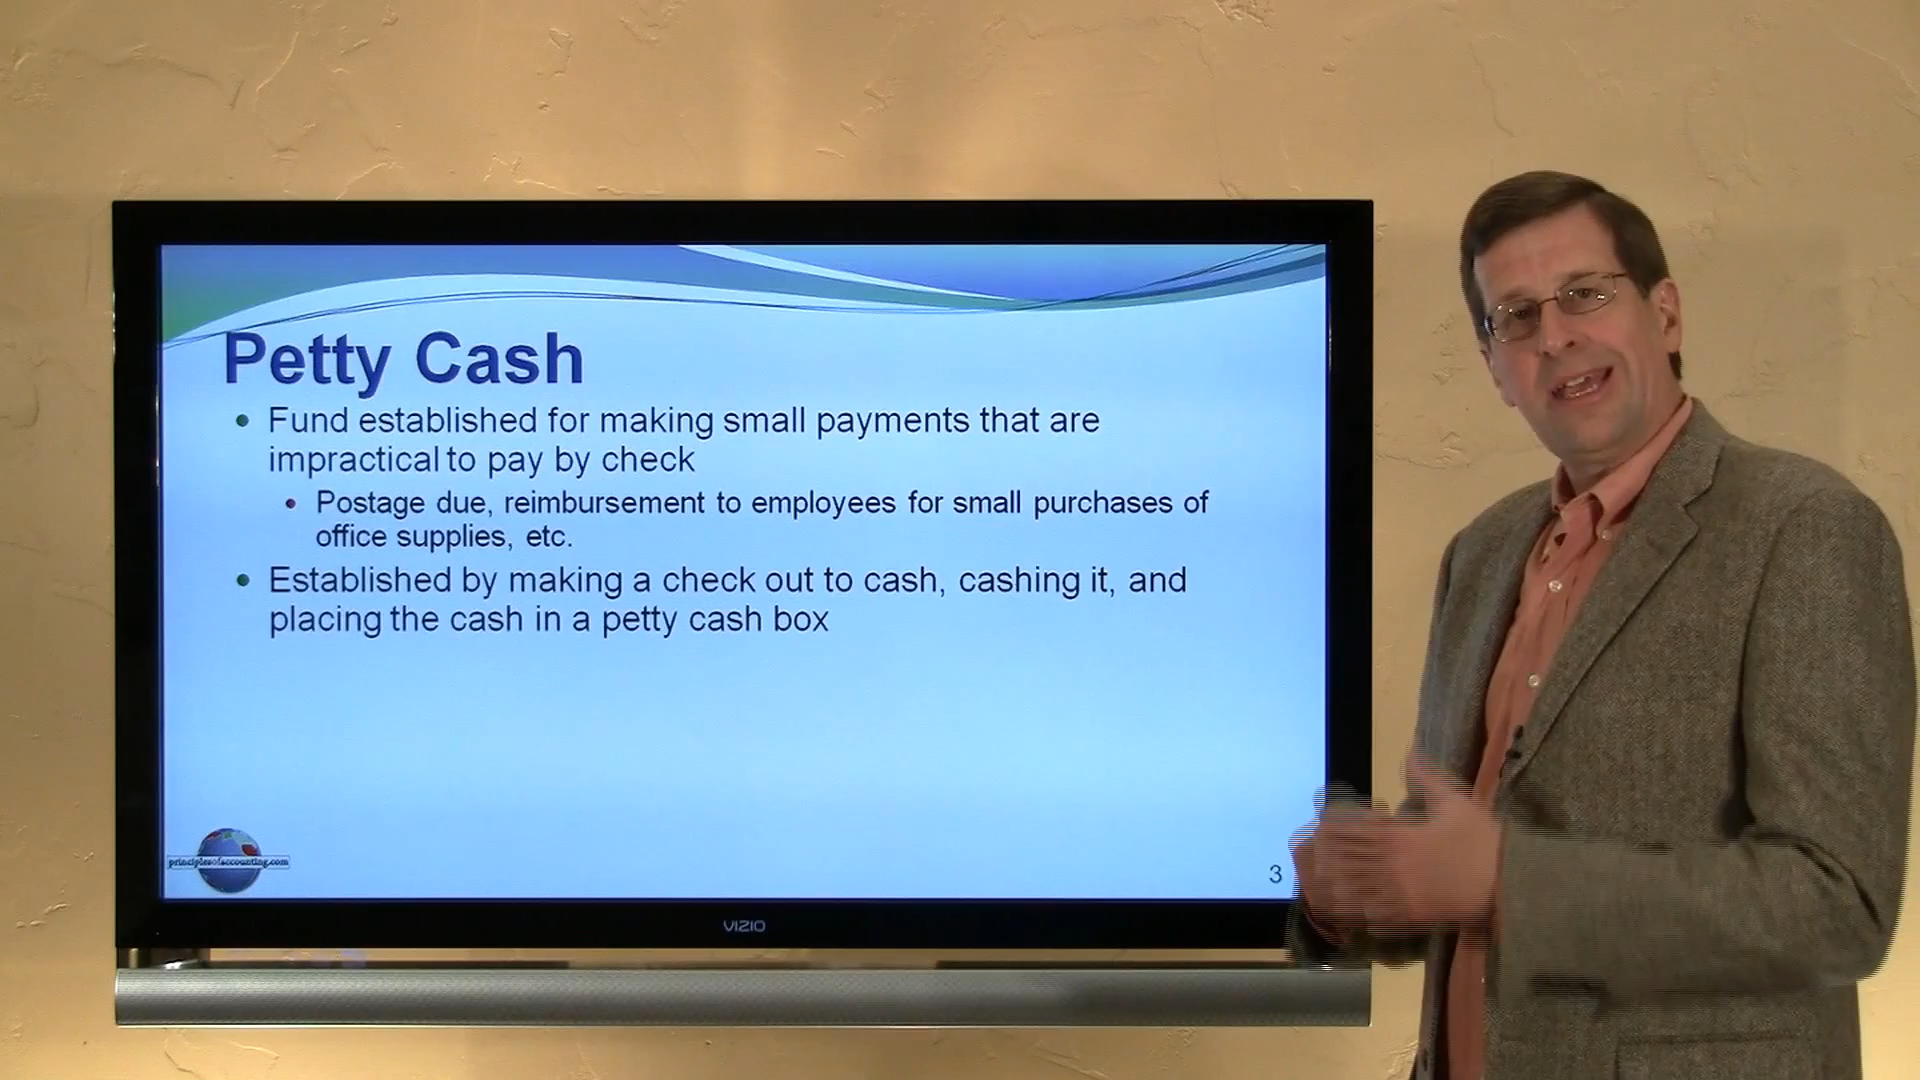 Petty Cash
• Fund established for making small payments that are
impractical to pay by check
• Postage due, reimbursement to employees for small purchases of
office supplies, etc.
• Established by making a check out to cash, cashing it, and
placing the cash in a petty cash box
principlesofaccounting.com
3
VIZIO